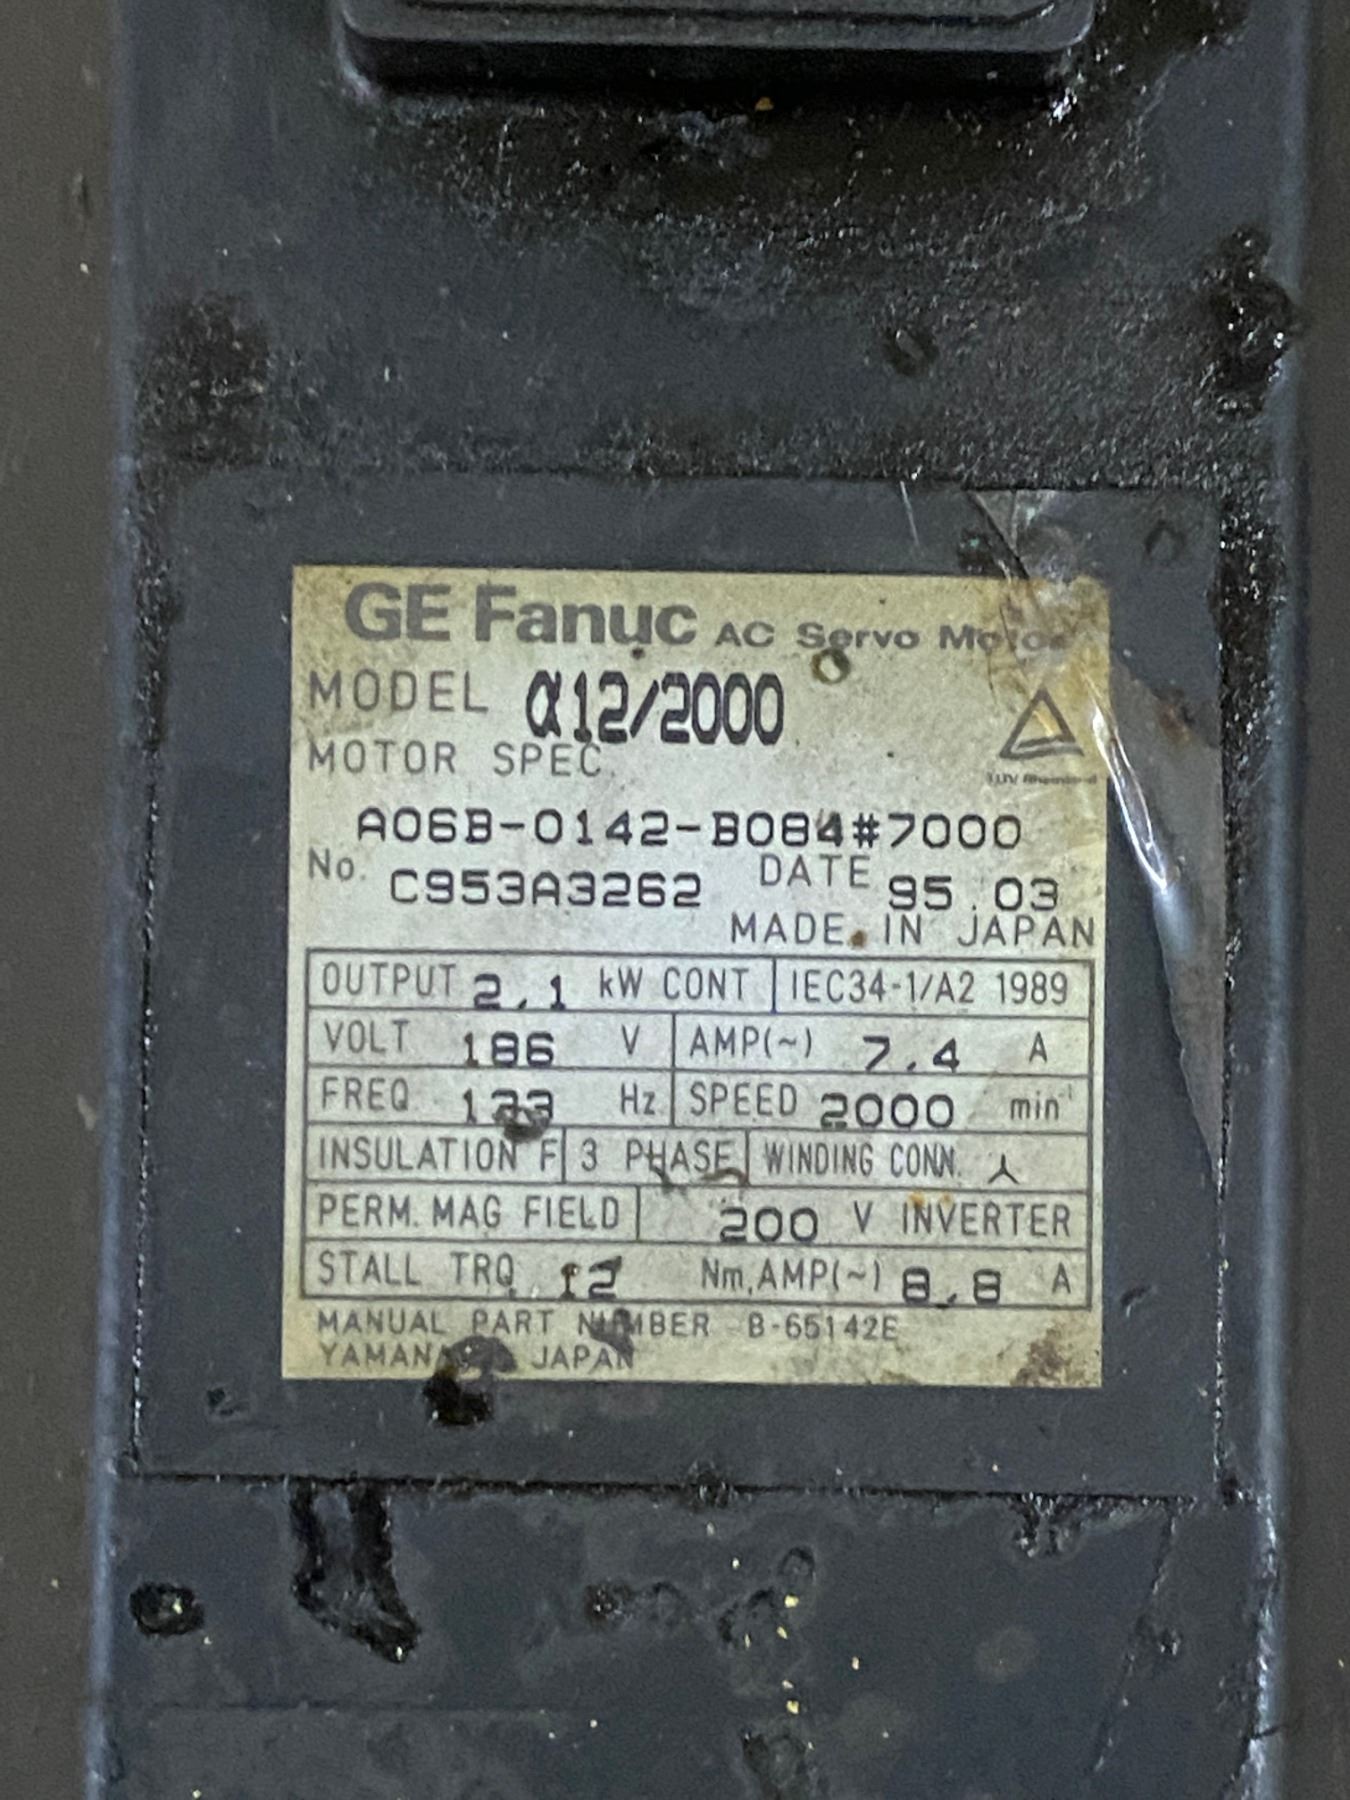 GE Fanuc AC Servo Motor
MODEL α12/2000
MOTOR SPEC.
TÜV Rheinland
A06B-0142-B084#7000
No. C953A3262 DATE 95.03
MADE IN JAPAN
OUTPUT 2.1 kW CONT IEC34-1/A2 1989
VOLT 186 V AMP(~) 7.4 A
FREQ 133 Hz SPEED 2000 min⁻¹
INSULATION F 3 PHASE WINDING CONN. 人
PERM. MAG FIELD 200 V INVERTER
STALL TRQ 12 Nm, AMP(~) 8.8 A
MANUAL PART NUMBER B-65142E
JAPAN